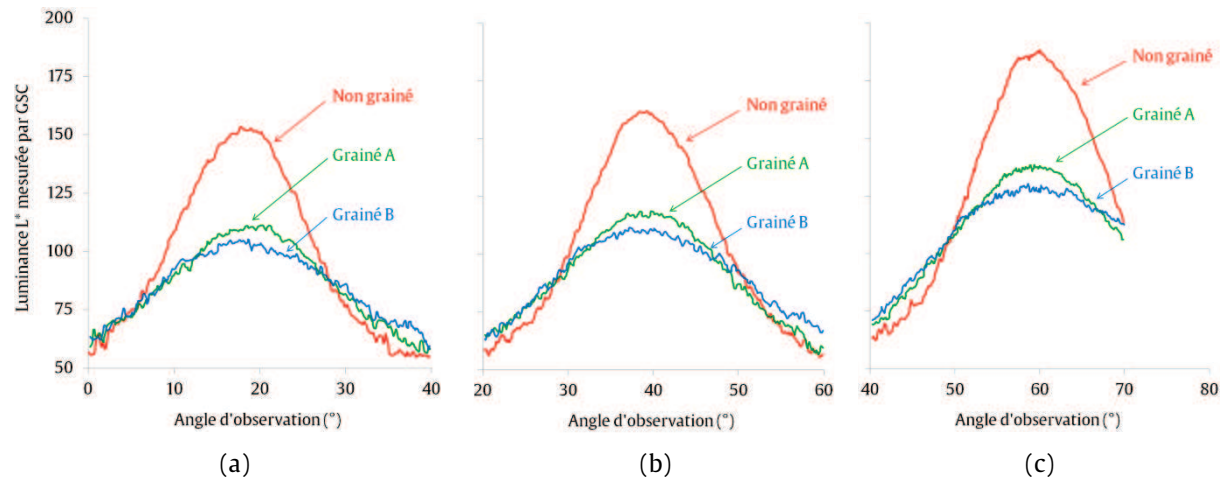 Luminance L* mesurée par GSC
200
175
150
125
100
75
50
Non grainé
Grainé A
Grainé B
0 10 20 30 40
Angle d'observation (°)
(a)
Non grainé
Grainé A
Grainé B
20 30 40 50 60
Angle d'observation (°)
(b)
Non grainé
Grainé A
Grainé B
40 50 60 70 80
Angle d'observation (°)
(c)